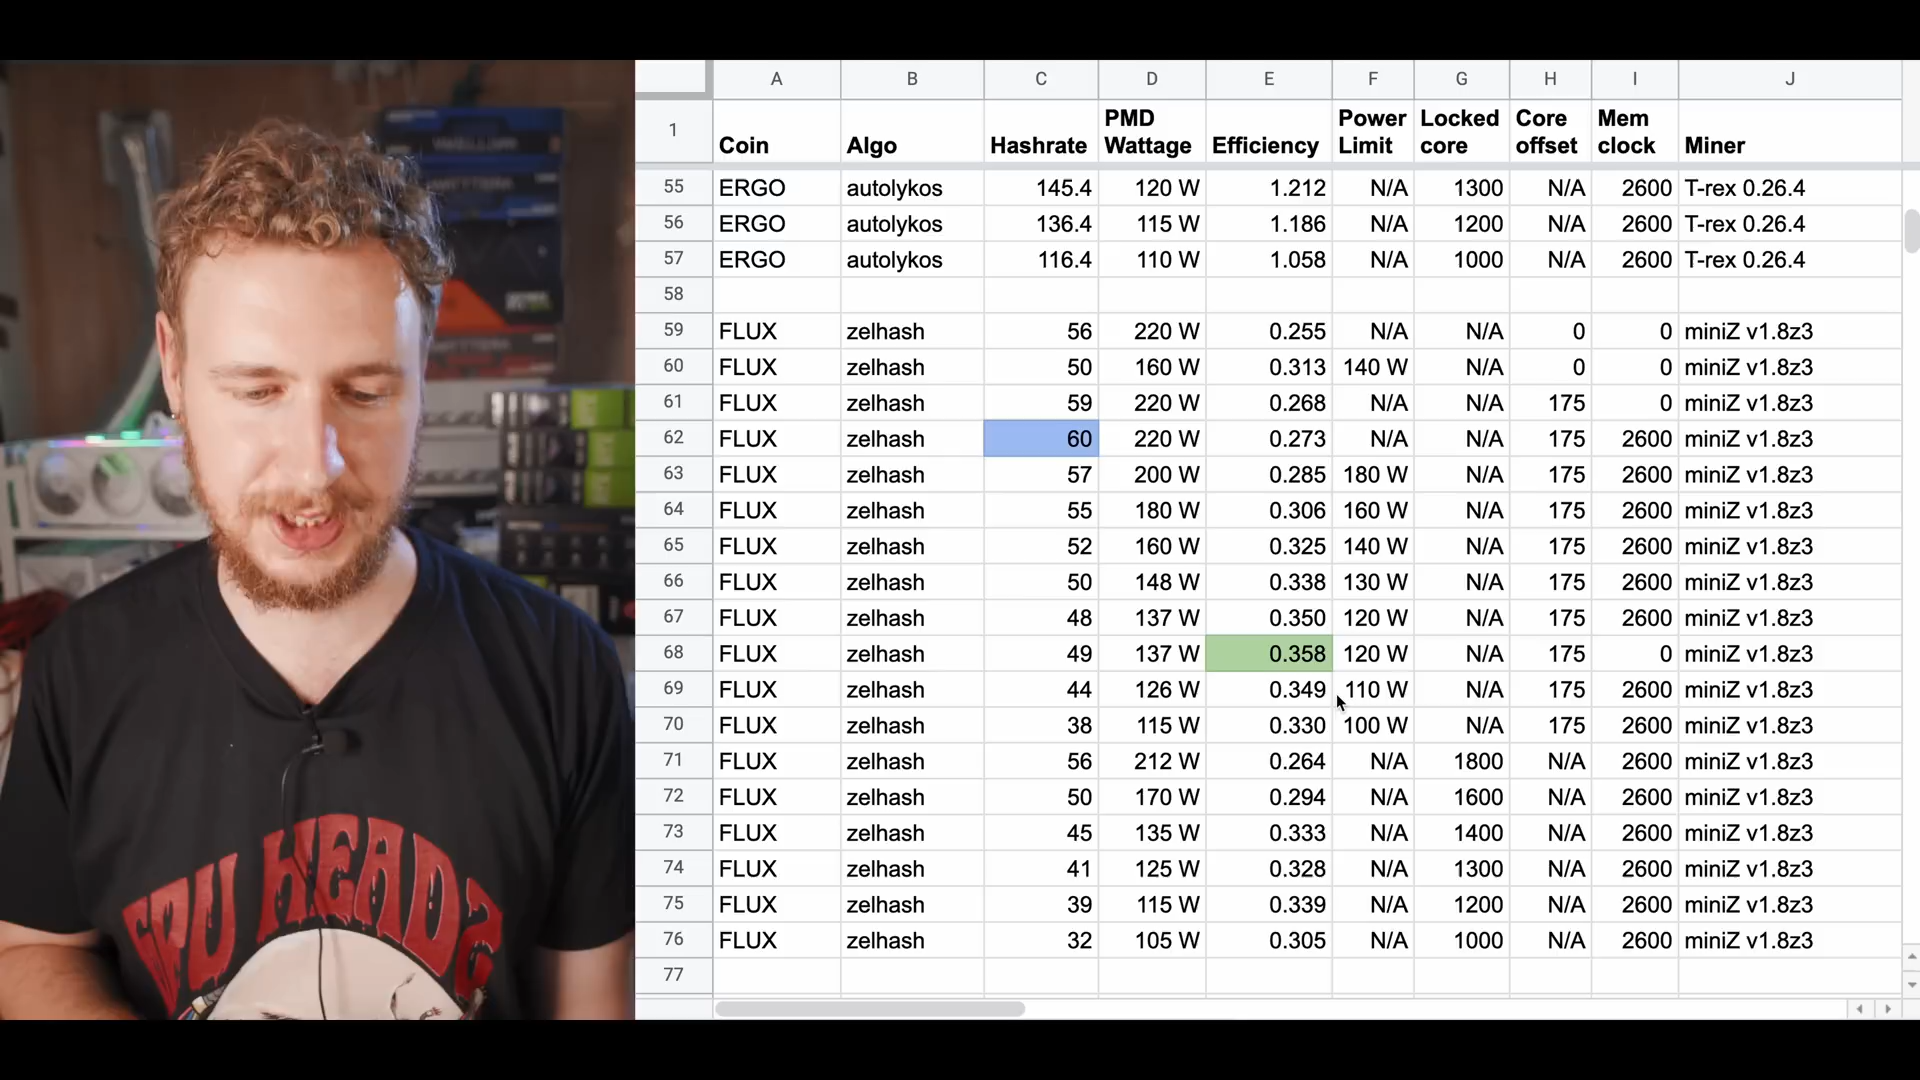 A B C D E F G H I J
1 Coin Algo Hashrate PMD Wattage Efficiency Power Limit Locked core Core offset Mem clock Miner
55 ERGO autolykos 145.4 120 W 1.212 N/A 1300 N/A 2600 T-rex 0.26.4
56 ERGO autolykos 136.4 115 W 1.186 N/A 1200 N/A 2600 T-rex 0.26.4
57 ERGO autolykos 116.4 110 W 1.058 N/A 1000 N/A 2600 T-rex 0.26.4
58
59 FLUX zelhash 56 220 W 0.255 N/A N/A 0 0 miniZ v1.8z3
60 FLUX zelhash 50 160 W 0.313 140 W N/A 0 0 miniZ v1.8z3
61 FLUX zelhash 59 220 W 0.268 N/A N/A 175 0 miniZ v1.8z3
62 FLUX zelhash 60 220 W 0.273 N/A N/A 175 2600 miniZ v1.8z3
63 FLUX zelhash 57 200 W 0.285 180 W N/A 175 2600 miniZ v1.8z3
64 FLUX zelhash 55 180 W 0.306 160 W N/A 175 2600 miniZ v1.8z3
65 FLUX zelhash 52 160 W 0.325 140 W N/A 175 2600 miniZ v1.8z3
66 FLUX zelhash 50 148 W 0.338 130 W N/A 175 2600 miniZ v1.8z3
67 FLUX zelhash 48 137 W 0.350 120 W N/A 175 2600 miniZ v1.8z3
68 FLUX zelhash 49 137 W 0.358 120 W N/A 175 0 miniZ v1.8z3
69 FLUX zelhash 44 126 W 0.349 110 W N/A 175 2600 miniZ v1.8z3
70 FLUX zelhash 38 115 W 0.330 100 W N/A 175 2600 miniZ v1.8z3
71 FLUX zelhash 56 212 W 0.264 N/A 1800 N/A 2600 miniZ v1.8z3
72 FLUX zelhash 50 170 W 0.294 N/A 1600 N/A 2600 miniZ v1.8z3
73 FLUX zelhash 45 135 W 0.333 N/A 1400 N/A 2600 miniZ v1.8z3
74 FLUX zelhash 41 125 W 0.328 N/A 1300 N/A 2600 miniZ v1.8z3
75 FLUX zelhash 39 115 W 0.339 N/A 1200 N/A 2600 miniZ v1.8z3
76 FLUX zelhash 32 105 W 0.305 N/A 1000 N/A 2600 miniZ v1.8z3
77
GPU HEADZ